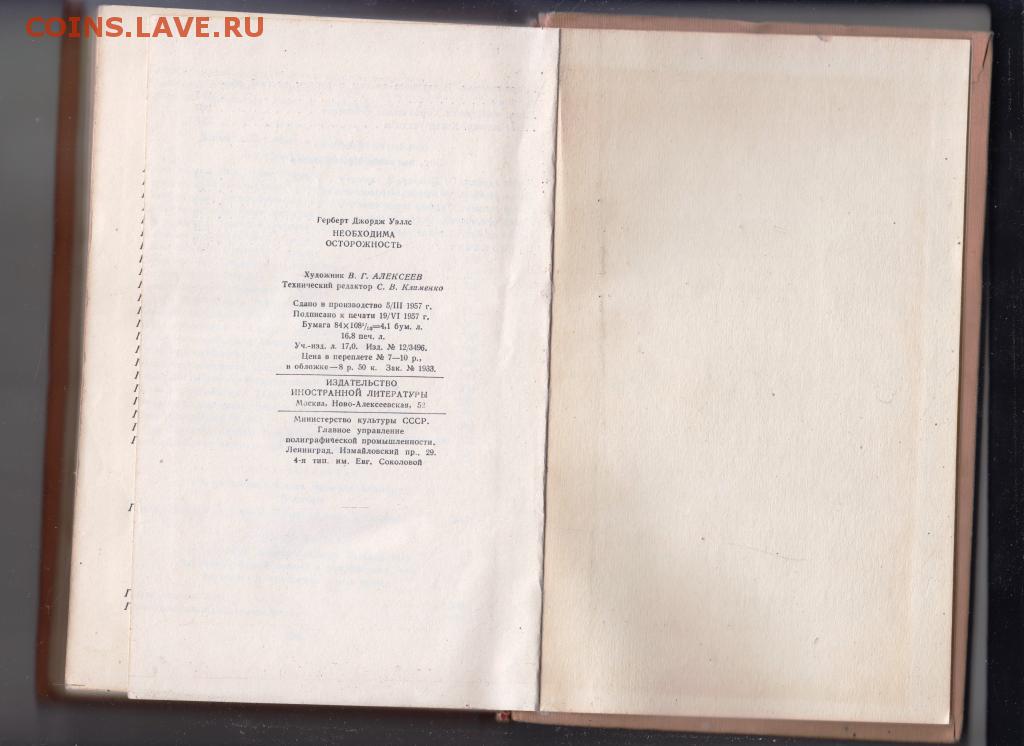 COINS.LAVE.RU
Герберт Джордж Уэллс
НЕОБХОДИМА
ОСТОРОЖНОСТЬ
Художник В. Г. АЛЕКСЕЕВ
Технический редактор С. В. Клименко
Сдано в производство 5/III 1957 г.
Подписано к печати 19/VI 1957 г.
Бумага 84×108¹/₁₆=4,1 бум. л.
16,8 печ. л.
Уч.-изд. л. 17,0. Изд. № 12/3496.
Цена в переплете № 7—10 р.,
в обложке—8 р. 50 к. Зак. № 1933.
ИЗДАТЕЛЬСТВО
ИНОСТРАННОЙ ЛИТЕРАТУРЫ
Москва, Ново-Алексеевская, 52
Министерство культуры СССР.
Главное управление
полиграфической промышленности.
Ленинград, Измайловский пр., 29.
4-я тип. им. Евг. Соколовой